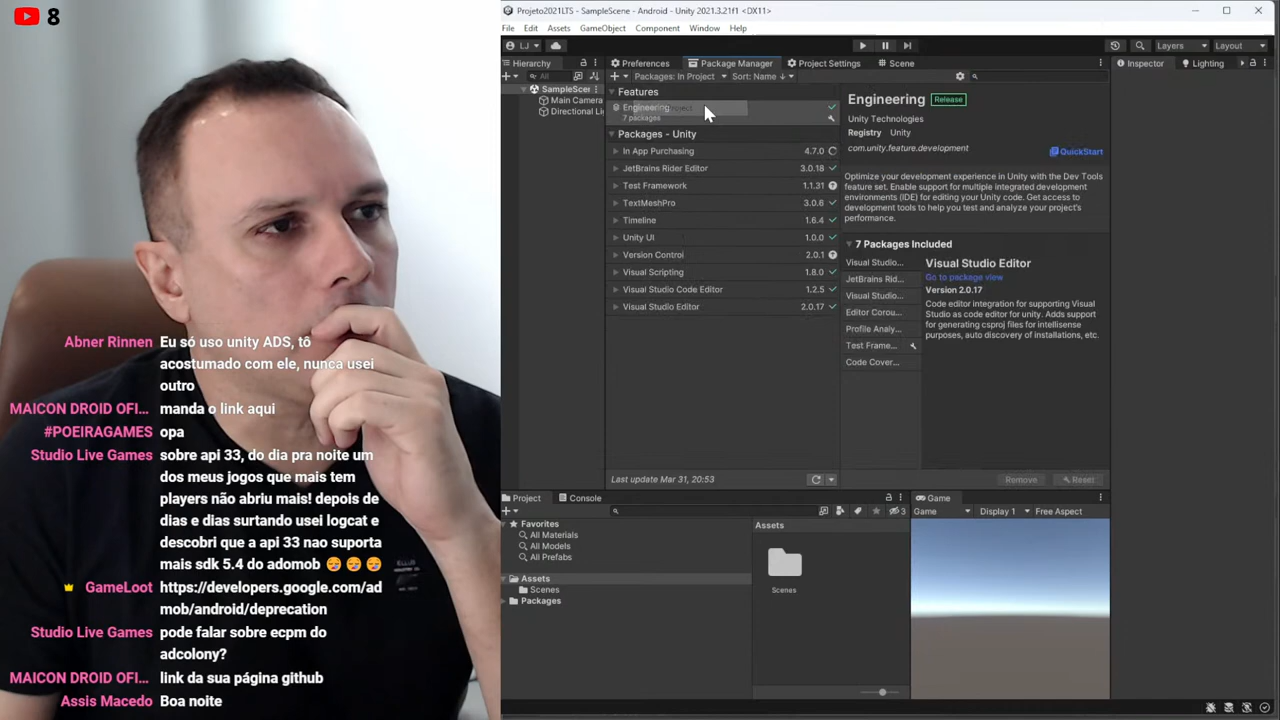 8
Abner Rinnen Eu só uso unity ADS, tô
acostumado com ele, nunca usei
outro
MAICON DROID OFI... manda o link aqui
#POEIRAGAMES opa
Studio Live Games sobre api 33, do dia pra noite um
dos meus jogos que mais tem
players não abriu mais! depois de
dias e dias surtando usei logcat e
descobri que a api 33 nao suporta
mais sdk 5.4 do adomob
GameLoot https://developers.google.com/ad
mob/android/deprecation
Studio Live Games pode falar sobre ecpm do
adcolony?
MAICON DROID OFI... link da sua página github
Assis Macedo Boa noite
Projeto2021LTS - SampleScene - Android - Unity 2021.3.21f1 <DX11>
File Edit Assets GameObject Component Window Help
LJ
Layers Layout
Hierarchy
All
SampleScen
Main Camera
Directional Lig
Preferences Package Manager Project Settings Scene
Packages: In Project Sort: Name
Features
Engineering
7 packages
Packages - Unity
In App Purchasing 4.7.0
JetBrains Rider Editor 3.0.18
Test Framework 1.1.31
TextMeshPro 3.0.6
Timeline 1.6.4
Unity UI 1.0.0
Version Control 2.0.1
Visual Scripting 1.8.0
Visual Studio Code Editor 1.2.5
Visual Studio Editor 2.0.17
Last update Mar 31, 20:53
Engineering Release
Unity Technologies
Registry Unity
com.unity.feature.development
QuickStart
Optimize your development experience in Unity with the Dev Tools
feature set. Enable support for multiple integrated development
environments (IDE) for editing your Unity code. Get access to
development tools to help you test and analyze your project's
performance.
7 Packages Included
Visual Studio...
JetBrains Rid...
Visual Studio...
Editor Corou...
Profile Analy...
Test Frame...
Code Cover...
Visual Studio Editor
Go to package view
Version 2.0.17
Code editor integration for supporting Visual
Studio as code editor for unity. Adds support
for generating csproj files for intellisense
purposes, auto discovery of installations, etc.
Remove Reset
Inspector Lighting
Project Console
3
Favorites
All Materials
All Models
All Prefabs
Assets
Scenes
Packages
Assets
Scenes
Game
Game Display 1 Free Aspect